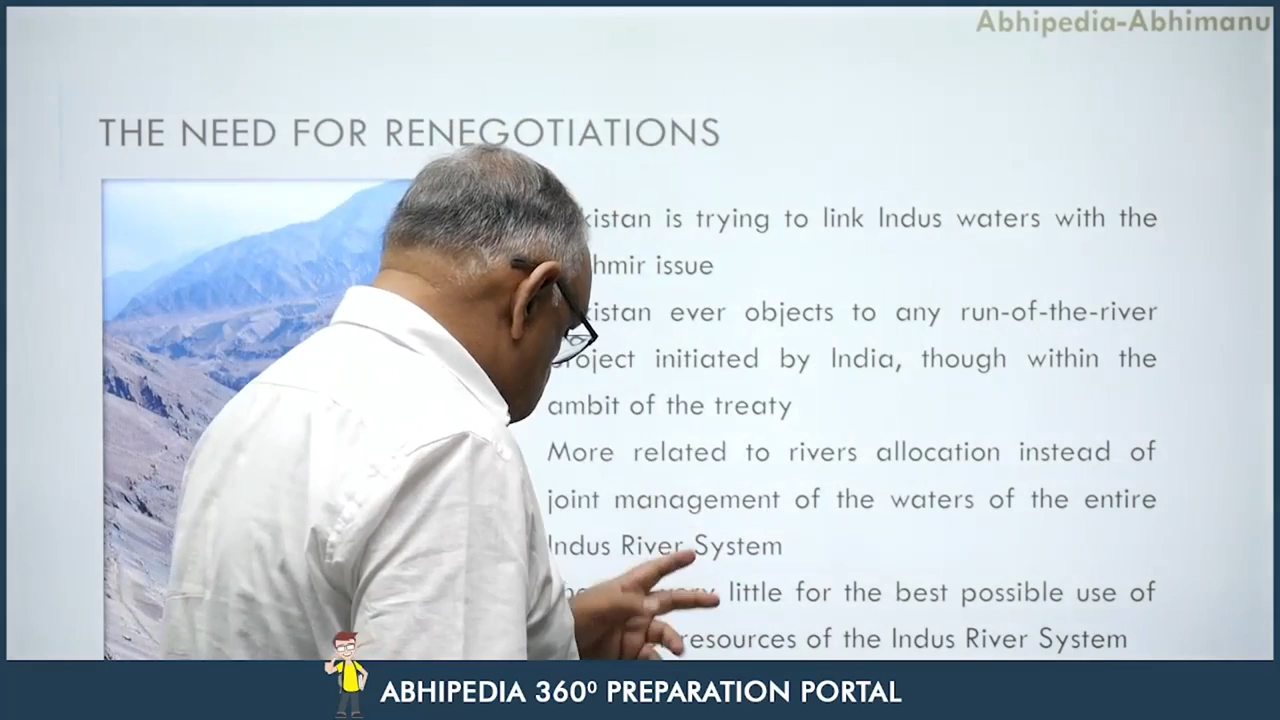 Abhipedia-Abhimanu
THE NEED FOR RENEGOTIATIONS
is trying to link Indus waters with the
issue
ever objects to any run-of-the-river
project initiated by India, though within the
ambit of the treaty
More related to rivers allocation instead of
joint management of the waters of the entire
Indus River System
little for the best possible use of
resources of the Indus River System
ABHIPEDIA 360⁰ PREPARATION PORTAL